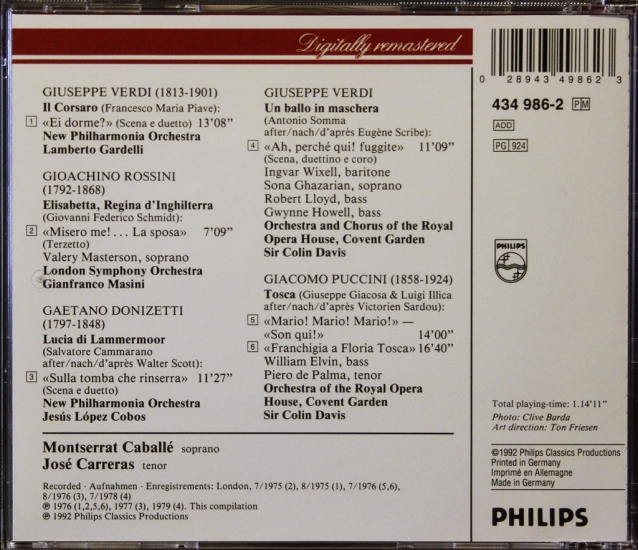 Digitally remastered
GIUSEPPE VERDI (1813-1901)
Il Corsaro (Francesco Maria Piave):
1 «Ei dorme?» (Scena e duetto) 13'08"
New Philharmonia Orchestra
Lamberto Gardelli
GIOACHINO ROSSINI
(1792-1868)
Elisabetta, Regina d'Inghilterra
(Giovanni Federico Schmidt):
2 «Misero me!... La sposa» 7'09"
(Terzetto)
Valery Masterson, soprano
London Symphony Orchestra
Gianfranco Masini
GAETANO DONIZETTI
(1797-1848)
Lucia di Lammermoor
(Salvatore Cammarano
after/nach/d'après Walter Scott):
3 «Sulla tomba che rinserra» 11'27"
(Scena e duetto)
New Philharmonia Orchestra
Jesús López Cobos
GIUSEPPE VERDI
Un ballo in maschera
(Antonio Somma
after/nach/d'après Eugène Scribe):
4 «Ah, perché qui! fuggite» 11'09"
(Scena, duettino e coro)
Ingvar Wixell, baritone
Sona Ghazarian, soprano
Robert Lloyd, bass
Gwynne Howell, bass
Orchestra and Chorus of the Royal
Opera House, Covent Garden
Sir Colin Davis
GIACOMO PUCCINI (1858-1924)
Tosca (Giuseppe Giacosa & Luigi Illica
after/nach/d'après Victorien Sardou):
5 «Mario! Mario! Mario!» —
«Son qui!» 14'00"
6 «Franchigia a Floria Tosca» 16'40"
William Elvin, bass
Piero de Palma, tenor
Orchestra of the Royal Opera
House, Covent Garden
Sir Colin Davis
Montserrat Caballé soprano
José Carreras tenor
Recorded · Aufnahmen · Enregistrements: London, 7/1975 (2), 8/1975 (1), 7/1976 (5,6),
8/1976 (3), 7/1978 (4)
℗ 1976 (1,2,5,6), 1977 (3), 1979 (4). This compilation
℗ 1992 Philips Classics Productions
0 28943 49862 3
434 986-2 PM
ADD
PG 924
PHILIPS
Total playing-time: 1.14'11"
Photo: Clive Barda
Art direction: Ton Friesen
©1992 Philips Classics Productions
Printed in Germany
Imprimé en Allemagne
Made in Germany
PHILIPS